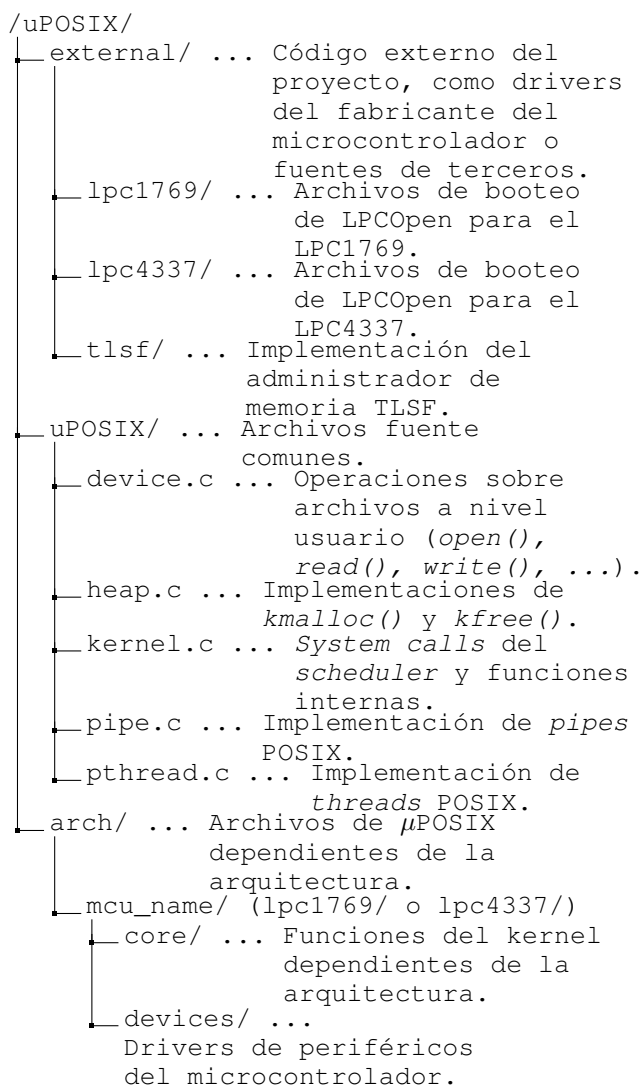 /uPOSIX/
external/ ... Código externo del
proyecto, como drivers
del fabricante del
microcontrolador o
fuentes de terceros.
lpc1769/ ... Archivos de booteo
de LPCOpen para el
LPC1769.
lpc4337/ ... Archivos de booteo
de LPCOpen para el
LPC4337.
tlsf/ ... Implementación del
administrador de
memoria TLSF.
uPOSIX/ ... Archivos fuente
comunes.
device.c ... Operaciones sobre
archivos a nivel
usuario (open(),
read(), write(), ...).
heap.c ... Implementaciones de
kmalloc() y kfree().
kernel.c ... System calls del
scheduler y funciones
internas.
pipe.c ... Implementación de pipes
POSIX.
pthread.c ... Implementación de
threads POSIX.
arch/ ... Archivos de μPOSIX
dependientes de la
arquitectura.
mcu_name/ (lpc1769/ o lpc4337/)
core/ ... Funciones del kernel
dependientes de la
arquitectura.
devices/ ...
Drivers de periféricos
del microcontrolador.